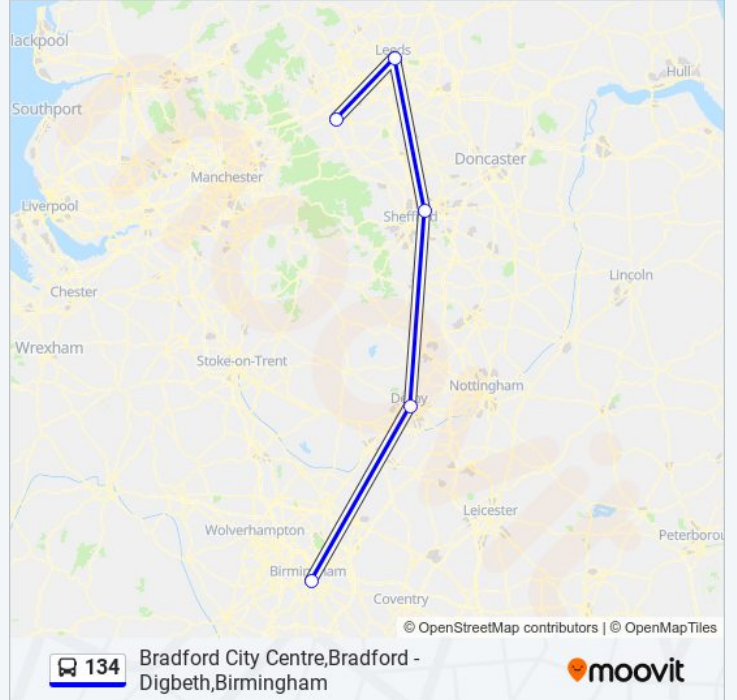 lackpool
Leeds
Hull
Southport
Doncaster
Manchester
Liverpool
Sheffield
Lincoln
Chester
Wrexham
Stoke-on-Trent
Nottingham
Derby
Leicester
Wolverhampton
Peterborou
Birmingham
Coventry
© OpenStreetMap contributors | © OpenMapTiles
134
Bradford City Centre,Bradford -
Digbeth,Birmingham
moovit